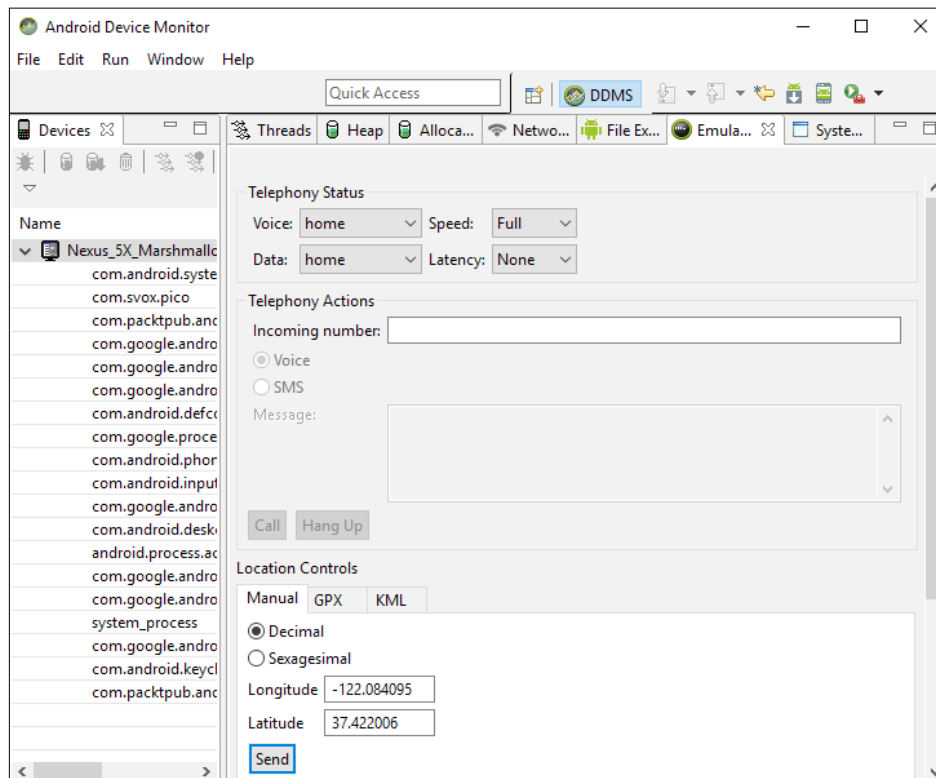 Android Device Monitor
File Edit Run Window Help
Quick Access
DDMS
Devices
Threads Heap Alloca... Netwo... File Ex... Emula... Syste...
Name
Nexus_5X_Marshmallc
com.android.syste
com.svox.pico
com.packtpub.anc
com.google.andro
com.google.andro
com.google.andro
com.android.defcc
com.google.proce
com.android.phor
com.android.input
com.google.andro
com.android.deskc
android.process.ac
com.google.andro
com.google.andro
system_process
com.google.andro
com.android.keycl
com.packtpub.anc
Telephony Status
Voice: home Speed: Full
Data: home Latency: None
Telephony Actions
Incoming number:
Voice
SMS
Message:
Call Hang Up
Location Controls
Manual GPX KML
Decimal
Sexagesimal
Longitude -122.084095
Latitude 37.422006
Send